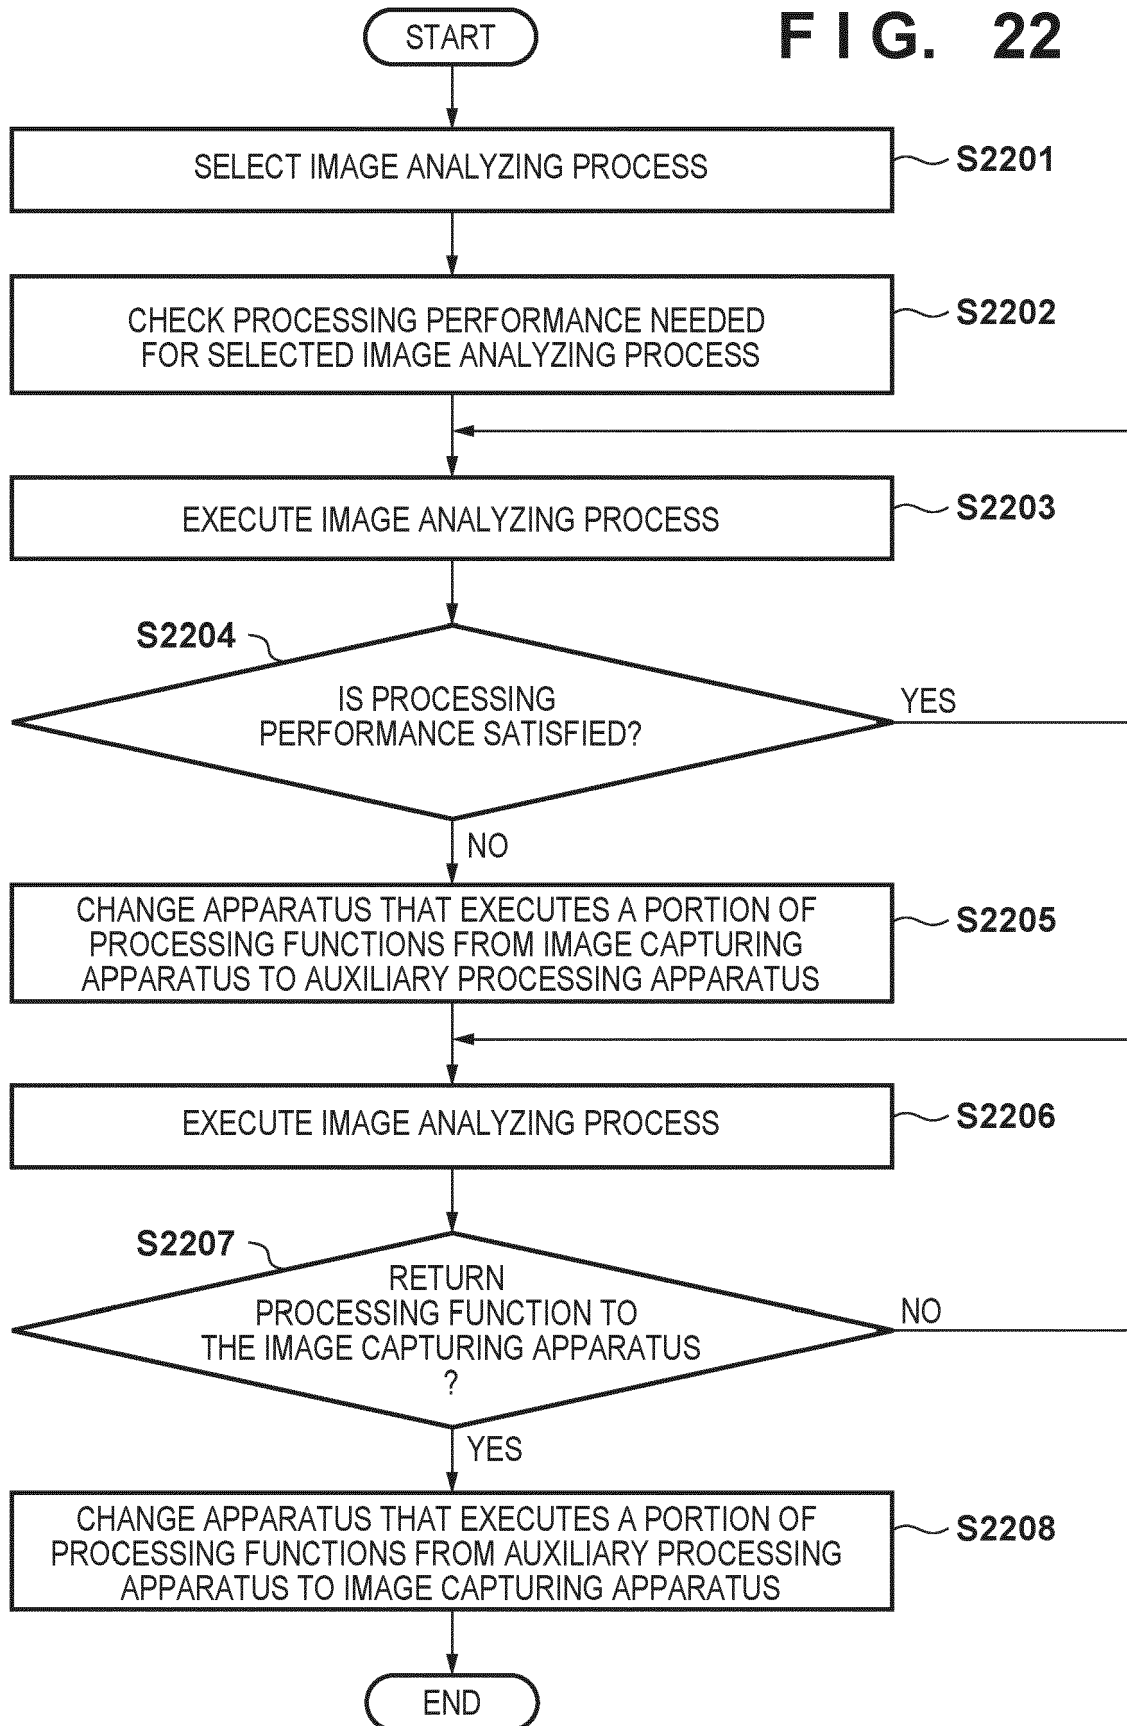 START
FIG. 22
SELECT IMAGE ANALYZING PROCESS
S2201
CHECK PROCESSING PERFORMANCE NEEDED
FOR SELECTED IMAGE ANALYZING PROCESS
S2202
EXECUTE IMAGE ANALYZING PROCESS
S2203
S2204
IS PROCESSING
PERFORMANCE SATISFIED?
YES
NO
CHANGE APPARATUS THAT EXECUTES A PORTION OF
PROCESSING FUNCTIONS FROM IMAGE CAPTURING
APPARATUS TO AUXILIARY PROCESSING APPARATUS
S2205
EXECUTE IMAGE ANALYZING PROCESS
S2206
S2207
RETURN
PROCESSING FUNCTION TO
THE IMAGE CAPTURING APPARATUS
?
NO
YES
CHANGE APPARATUS THAT EXECUTES A PORTION OF
PROCESSING FUNCTIONS FROM AUXILIARY PROCESSING
APPARATUS TO IMAGE CAPTURING APPARATUS
S2208
END